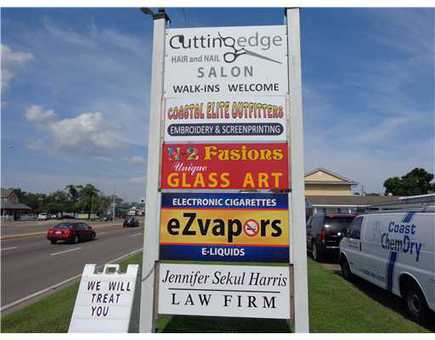 Cuttingedge
HAIR and NAIL
SALON
WALK-INS WELCOME
COASTAL ELITE OUTFITTERS
EMBROIDERY & SCREENPRINTING
N 2 Fusions
Unique
GLASS ART
ELECTRONIC CIGARETTES
eZvapors
E-LIQUIDS
Jennifer Sekul Harris
LAW FIRM
WE WILL
TREAT
YOU
Coast
ChemDry